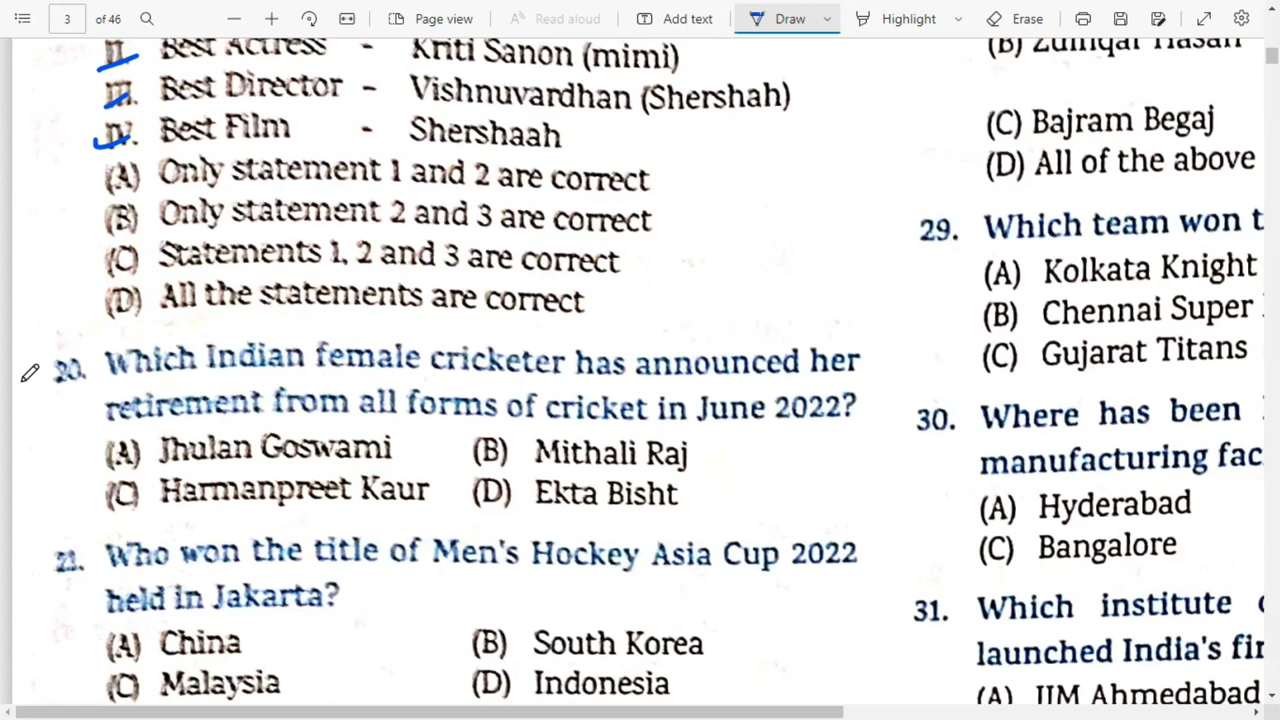 3 of 46 Page view Read aloud Add text Draw Highlight Erase
II. Best Actress - Kriti Sanon (mimi)
III. Best Director - Vishnuvardhan (Shershah)
IV. Best Film - Shershaah
(A) Only statement 1 and 2 are correct
(B) Only statement 2 and 3 are correct
(C) Statements 1, 2 and 3 are correct
(D) All the statements are correct
20. Which Indian female cricketer has announced her
retirement from all forms of cricket in June 2022?
(A) Jhulan Goswami (B) Mithali Raj
(C) Harmanpreet Kaur (D) Ekta Bisht
21. Who won the title of Men's Hockey Asia Cup 2022
held in Jakarta?
(A) China (B) South Korea
(C) Malaysia (D) Indonesia
(B) Zulfiqar Hasan
(C) Bajram Begaj
(D) All of the above
29. Which team won t
(A) Kolkata Knight
(B) Chennai Super
(C) Gujarat Titans
30. Where has been
manufacturing fac
(A) Hyderabad
(C) Bangalore
31. Which institute
launched India's fir
(A) IIM Ahmedabad